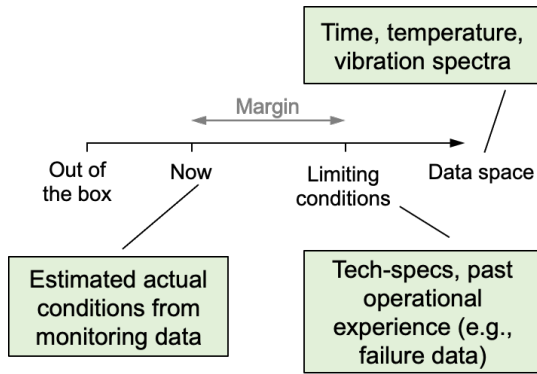 Time, temperature,
vibration spectra
Margin
Out of
the box
Now
Limiting
conditions
Data space
Estimated actual
conditions from
monitoring data
Tech-specs, past
operational
experience (e.g.,
failure data)